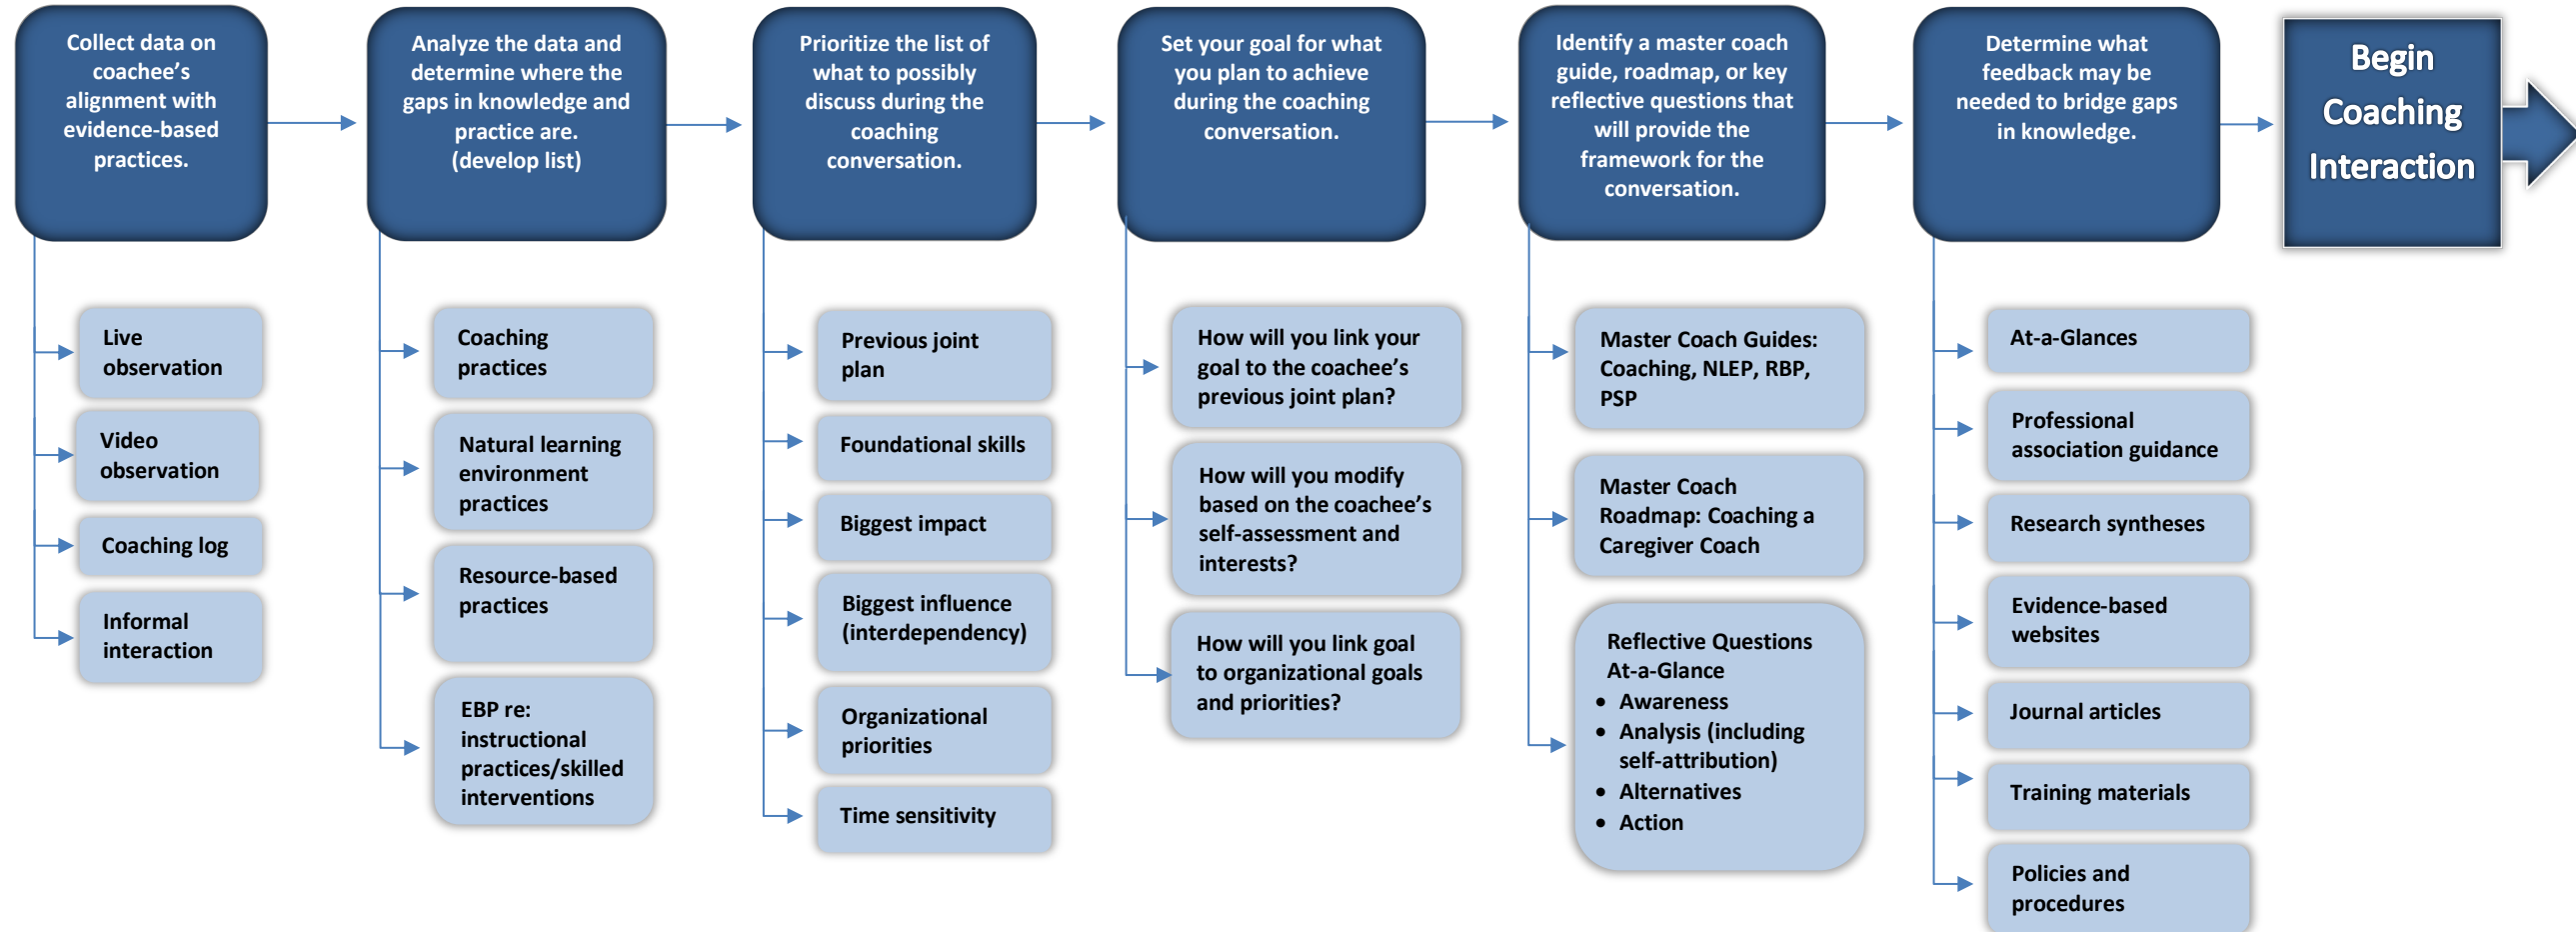 Collect data on
coachee’s
alignment with
evidence-based
practices.
Live
observation
Video
observation
Coaching log
Informal
interaction
Analyze the data and
determine where the
gaps in knowledge and
practice are.
(develop list)
Coaching
practices
Natural learning
environment
practices
Resource-based
practices
EBP re:
instructional
practices/skilled
interventions
Prioritize the list of
what to possibly
discuss during the
coaching
conversation.
Previous joint
plan
Foundational skills
Biggest impact
Biggest influence
(interdependency)
Organizational
priorities
Time sensitivity
Set your goal for what
you plan to achieve
during the coaching
conversation.
How will you link your
goal to the coachee’s
previous joint plan?
How will you modify
based on the coachee’s
self-assessment and
interests?
How will you link goal
to organizational goals
and priorities?
Identify a master coach
guide, roadmap, or key
reflective questions that
will provide the
framework for the
conversation.
Master Coach Guides:
Coaching, NLEP, RBP,
PSP
Master Coach
Roadmap: Coaching a
Caregiver Coach
Reflective Questions
At-a-Glance
• Awareness
• Analysis (including
self-attribution)
• Alternatives
• Action
Determine what
feedback may be
needed to bridge gaps
in knowledge.
At-a-Glances
Professional
association guidance
Research syntheses
Evidence-based
websites
Journal articles
Training materials
Policies and
procedures
Begin
Coaching
Interaction